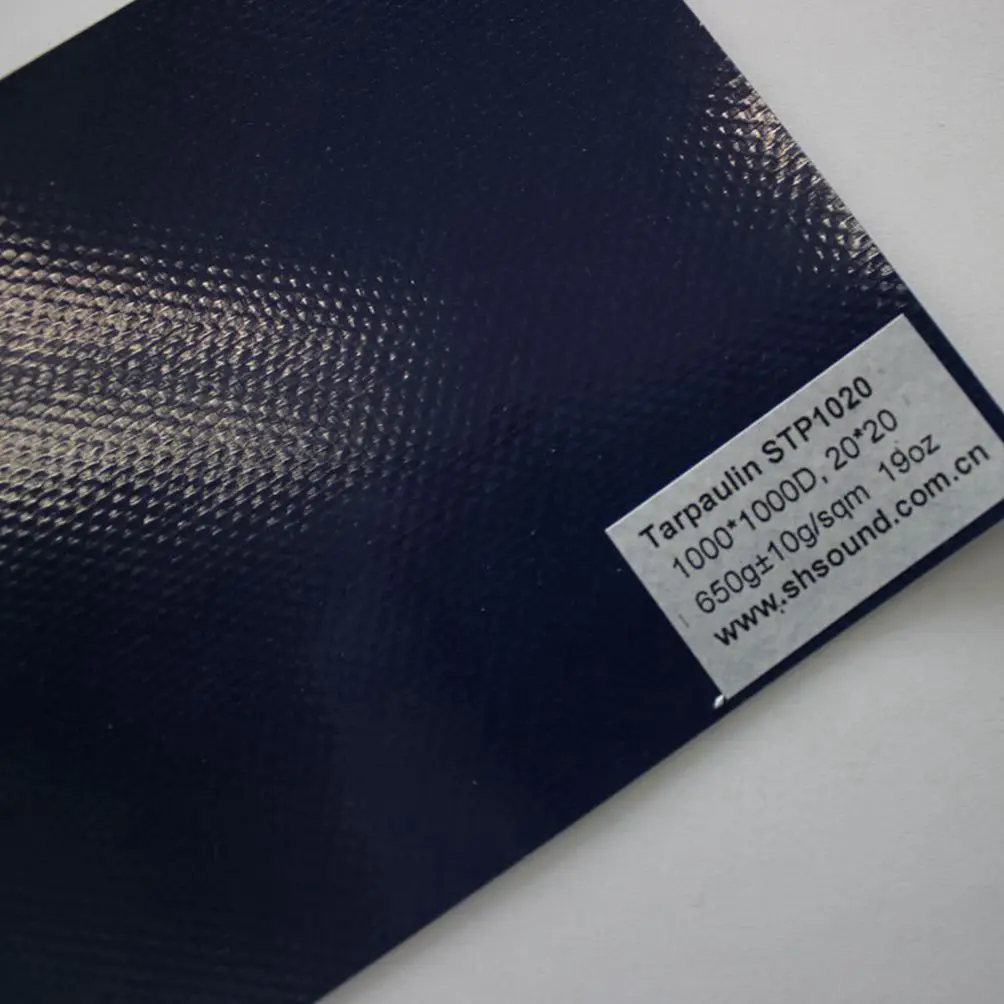 Tarpaulin STP1020
1000*1000D, 20*20
650g±10g/sqm 19oz
www.shsound.com.cn